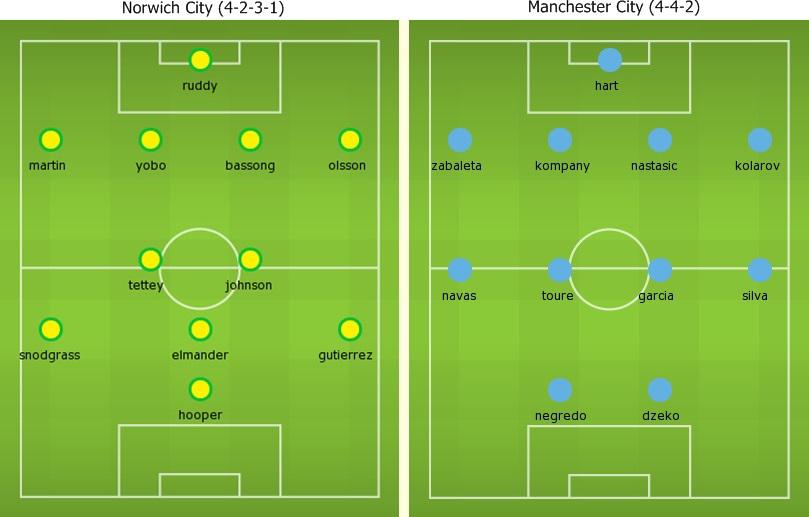 Norwich City (4-2-3-1)
ruddy
martin yobo bassong olsson
tettey johnson
snodgrass elmander gutierrez
hooper
Manchester City (4-4-2)
hart
zabaleta kompany nastasic kolarov
navas toure garcia silva
negredo dzeko